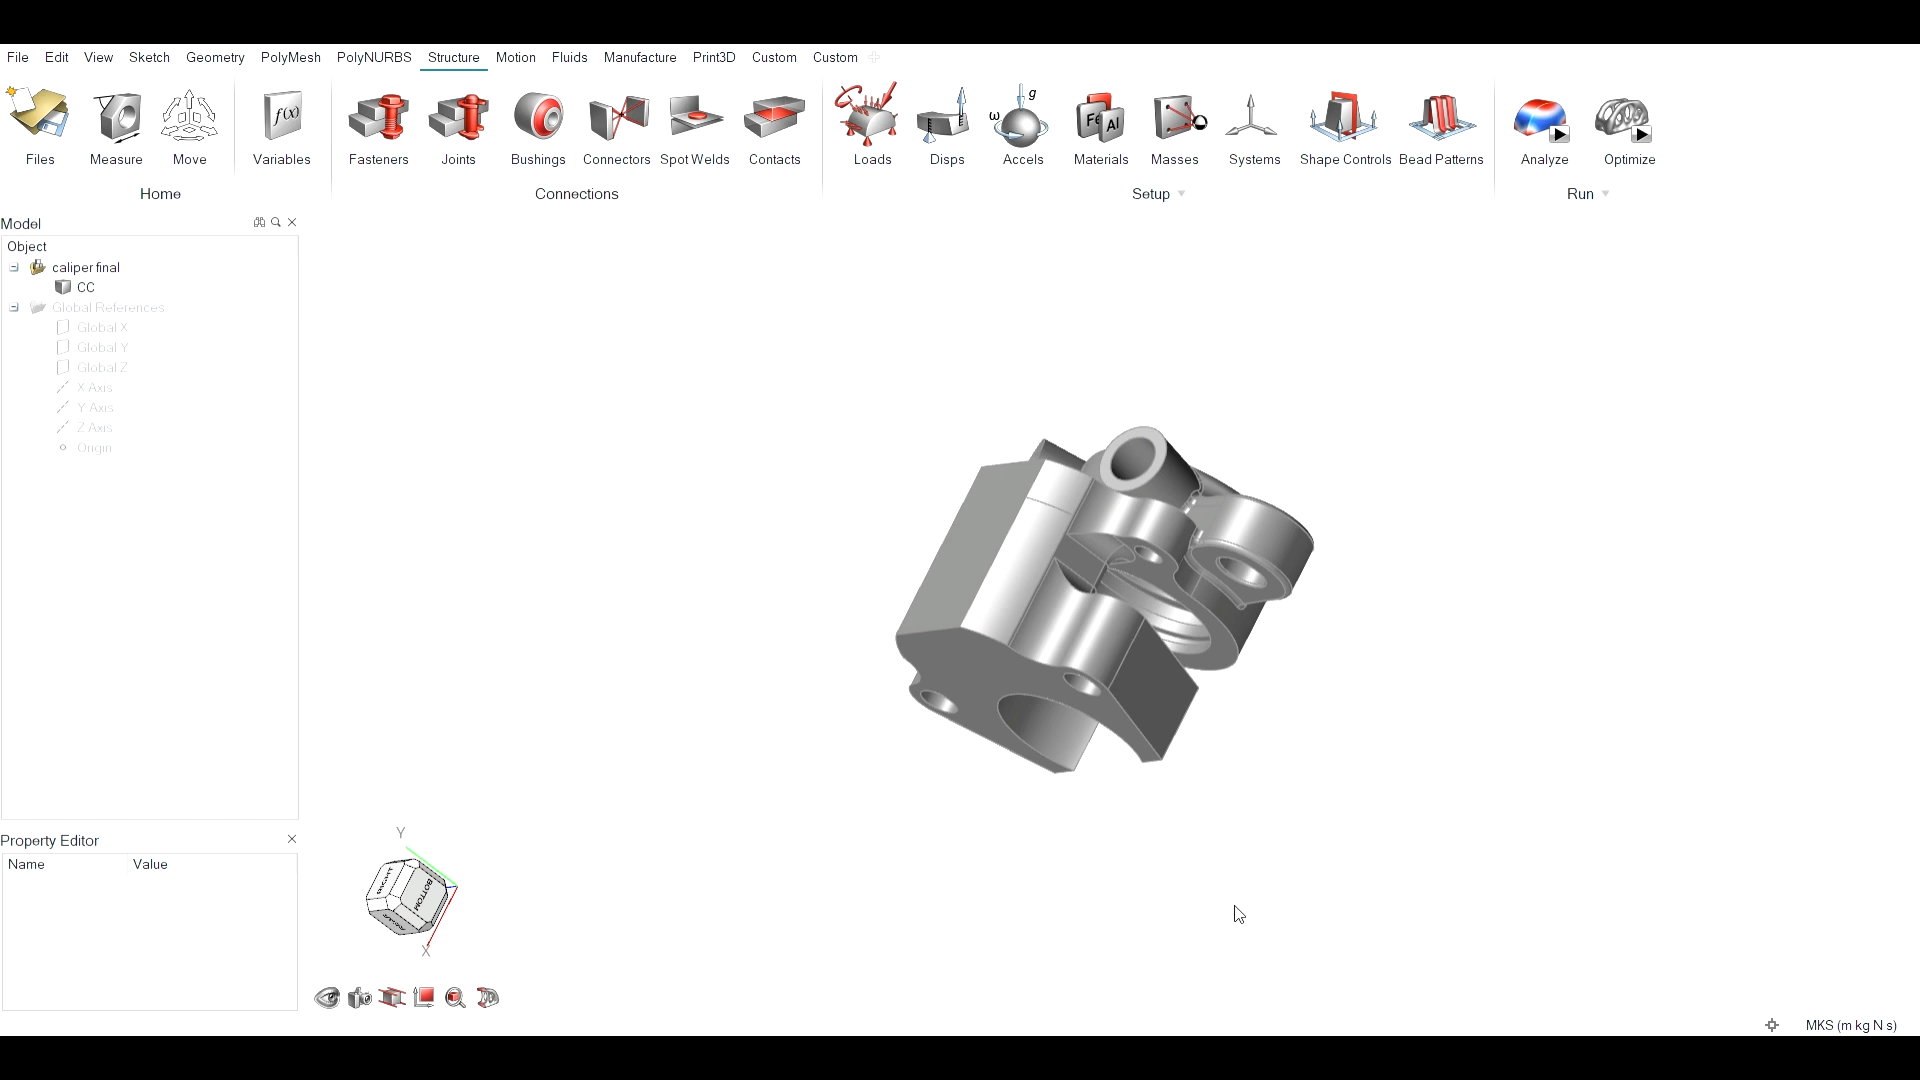 File Edit View Sketch Geometry PolyMesh PolyNURBS Structure Motion Fluids Manufacture Print3D Custom Custom
f(x) ω g Fe Al
Files Measure Move Variables Fasteners Joints Bushings Connectors Spot Welds Contacts Loads Disps Accels Materials Masses Systems Shape Controls Bead Patterns Analyze Optimize
Home Connections Setup Run
Model
Object
caliper final
CC
Global References
Global X
Global Y
Global Z
X Axis
Y Axis
Z Axis
Origin
Property Editor
Name Value
Y
BOTTOM
X
MKS (m kg N s)